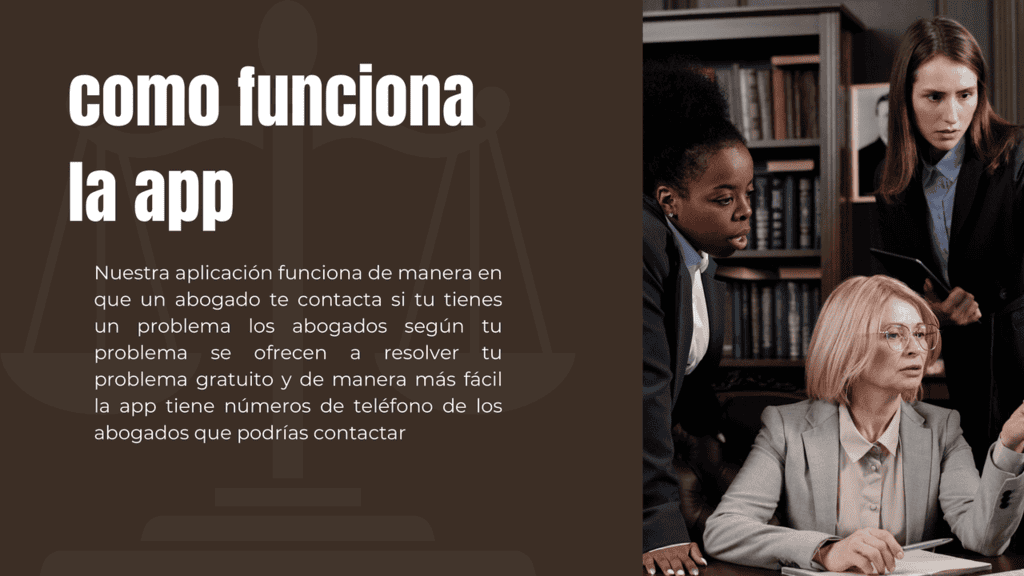 como funciona
la app
Nuestra aplicación funciona de manera en
que un abogado te contacta si tu tienes
un problema los abogados según tu
problema se ofrecen a resolver tu
problema gratuito y de manera más fácil
la app tiene números de teléfono de los
abogados que podrías contactar